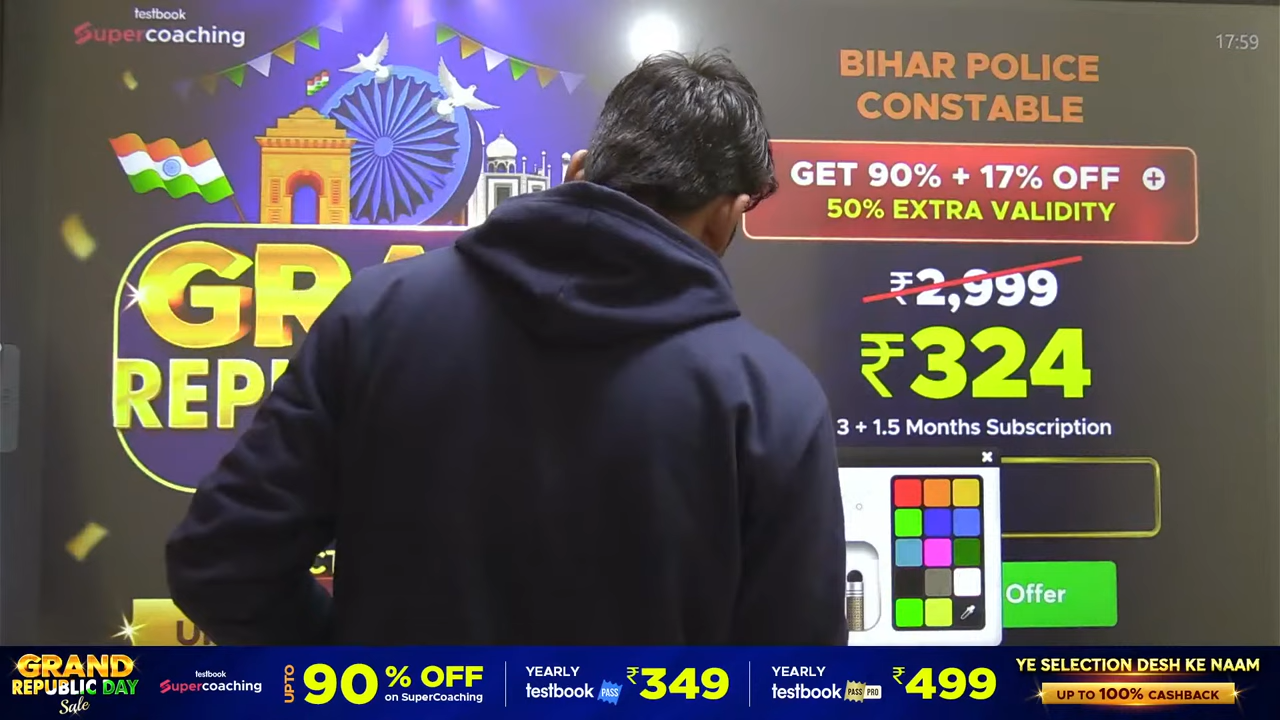 testbook
Supercoaching
17:59
BIHAR POLICE
CONSTABLE
GET 90% + 17% OFF +
50% EXTRA VALIDITY
₹2,999
₹324
3 + 1.5 Months Subscription
Offer
GRAND
REPUBLIC DAY
Sale
testbook
Supercoaching
UPTO 90% OFF
on SuperCoaching
YEARLY
testbook PASS
₹349
YEARLY
testbook PASS PRO
₹499
YE SELECTION DESH KE NAAM
UP TO 100% CASHBACK